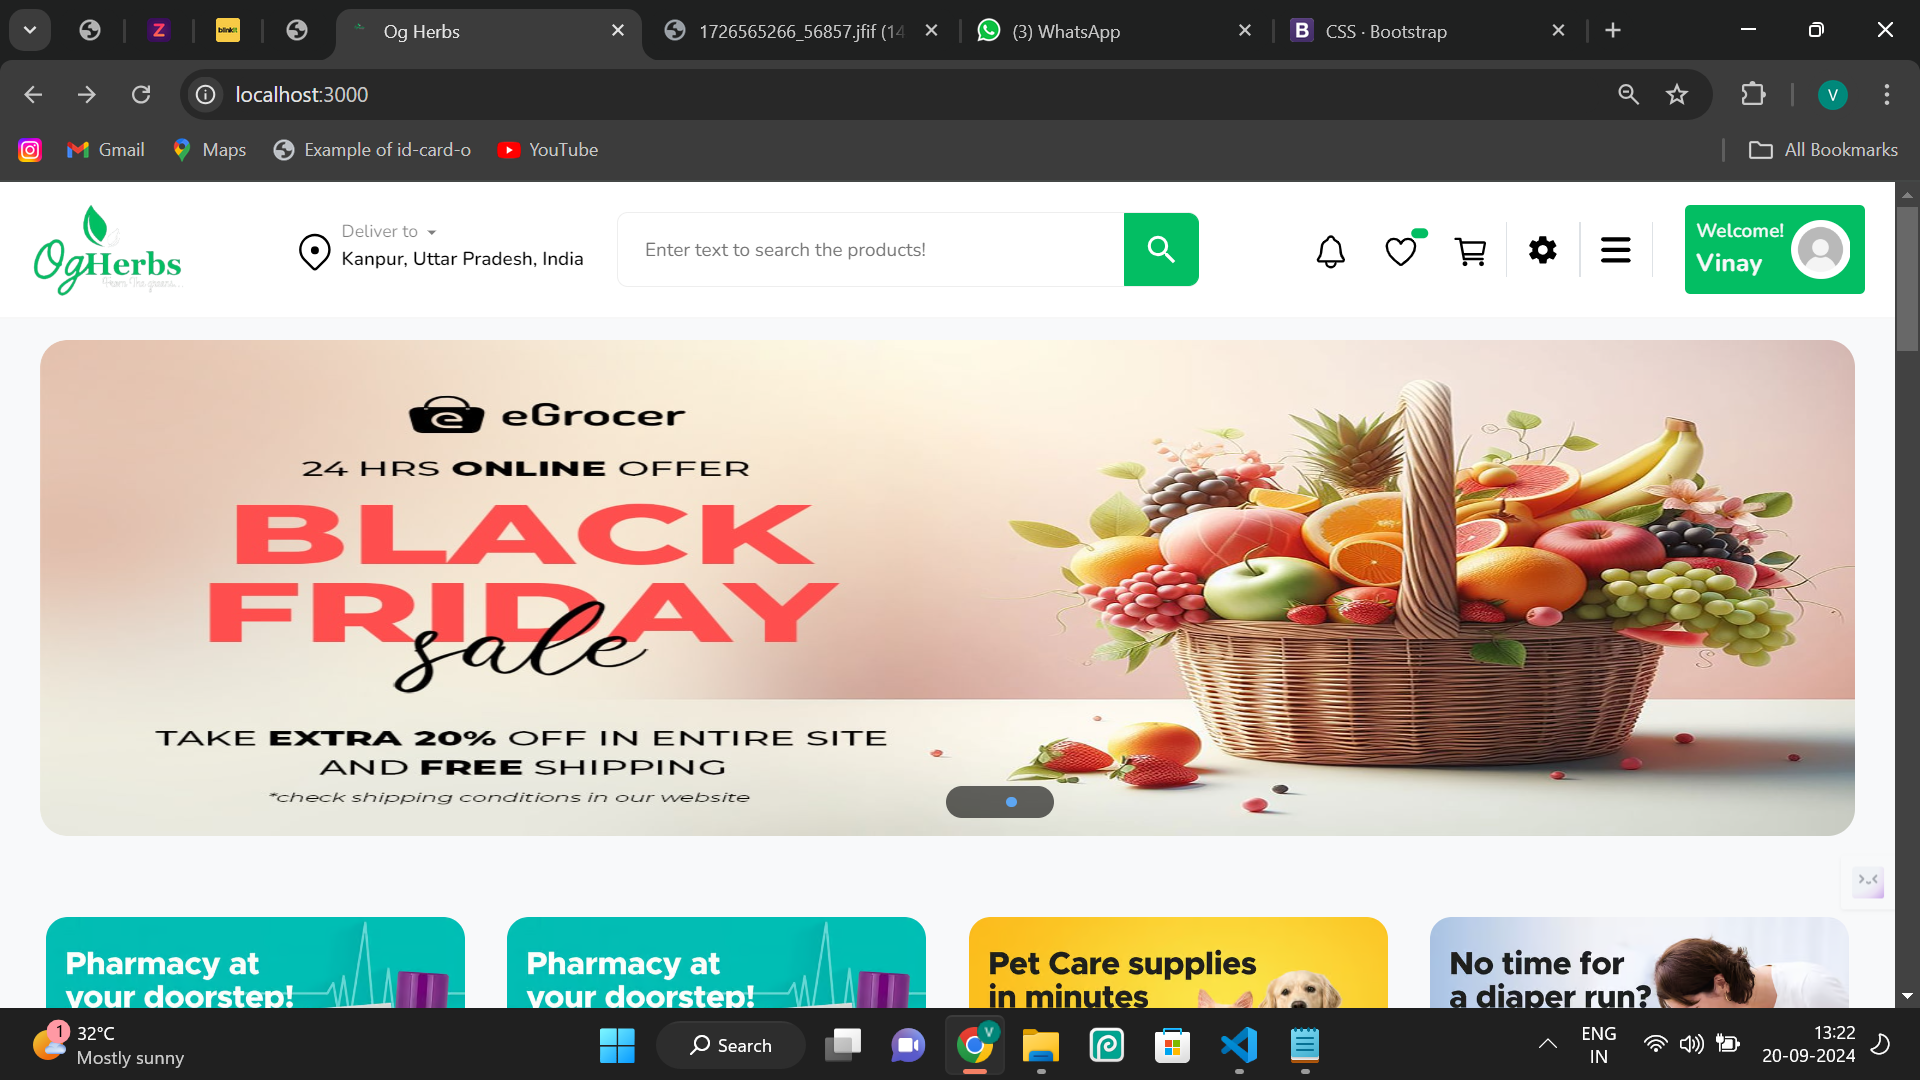 Og Herbs
1726565266_56857.jfif (14
(3) WhatsApp
CSS · Bootstrap
localhost:3000
V
Gmail
Maps
Example of id-card-o
YouTube
All Bookmarks
OgHerbs
Deliver to
Kanpur, Uttar Pradesh, India
Enter text to search the products!
Welcome!
Vinay
eGrocer
24 HRS ONLINE OFFER
BLACK
FRIDAY
sale
TAKE EXTRA 20% OFF IN ENTIRE SITE
AND FREE SHIPPING
*check shipping conditions in our website
Pharmacy at
your doorstep!
Pharmacy at
your doorstep!
Pet Care supplies
in minutes
No time for
a diaper run?
1
32°C
Mostly sunny
Search
V
ENG
IN
13:22
20-09-2024